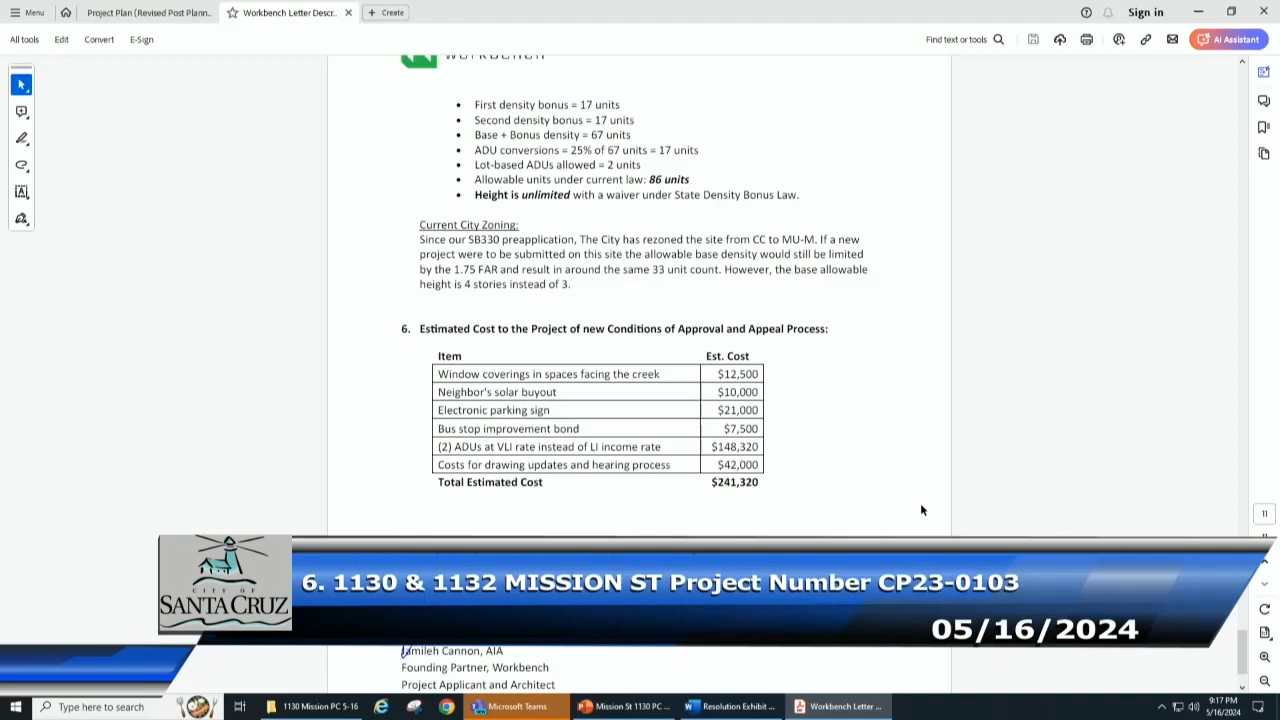 Menu
Project Plan (Revised Post Plann..
Workbench Letter Descr..
+ Create
Sign in
All tools
Edit
Convert
E-Sign
Find text or tools
AI Assistant
WORKBENCH
• First density bonus = 17 units
• Second density bonus = 17 units
• Base + Bonus density = 67 units
• ADU conversions = 25% of 67 units = 17 units
• Lot-based ADUs allowed = 2 units
• Allowable units under current law: 86 units
• Height is unlimited with a waiver under State Density Bonus Law.
Current City Zoning:
Since our SB330 preapplication, The City has rezoned the site from CC to MU-M. If a new
project were to be submitted on this site the allowable base density would still be limited
by the 1.75 FAR and result in around the same 33 unit count. However, the base allowable
height is 4 stories instead of 3.
6. Estimated Cost to the Project of new Conditions of Approval and Appeal Process:
Item Est. Cost
Window coverings in spaces facing the creek $12,500
Neighbor's solar buyout $10,000
Electronic parking sign $21,000
Bus stop improvement bond $7,500
(2) ADUs at VLI rate instead of LI income rate $148,320
Costs for drawing updates and hearing process $42,000
Total Estimated Cost $241,320
11
CITY OF
SANTA CRUZ
6. 1130 & 1132 MISSION ST Project Number CP23-0103
05/16/2024
Jamileh Cannon, AIA
Founding Partner, Workbench
Project Applicant and Architect
Type here to search
1130 Mission PC 5-16
Microsoft Teams
Mission St 1130 PC ...
Resolution Exhibit ...
Workbench Letter ...
9:17 PM
5/16/2024